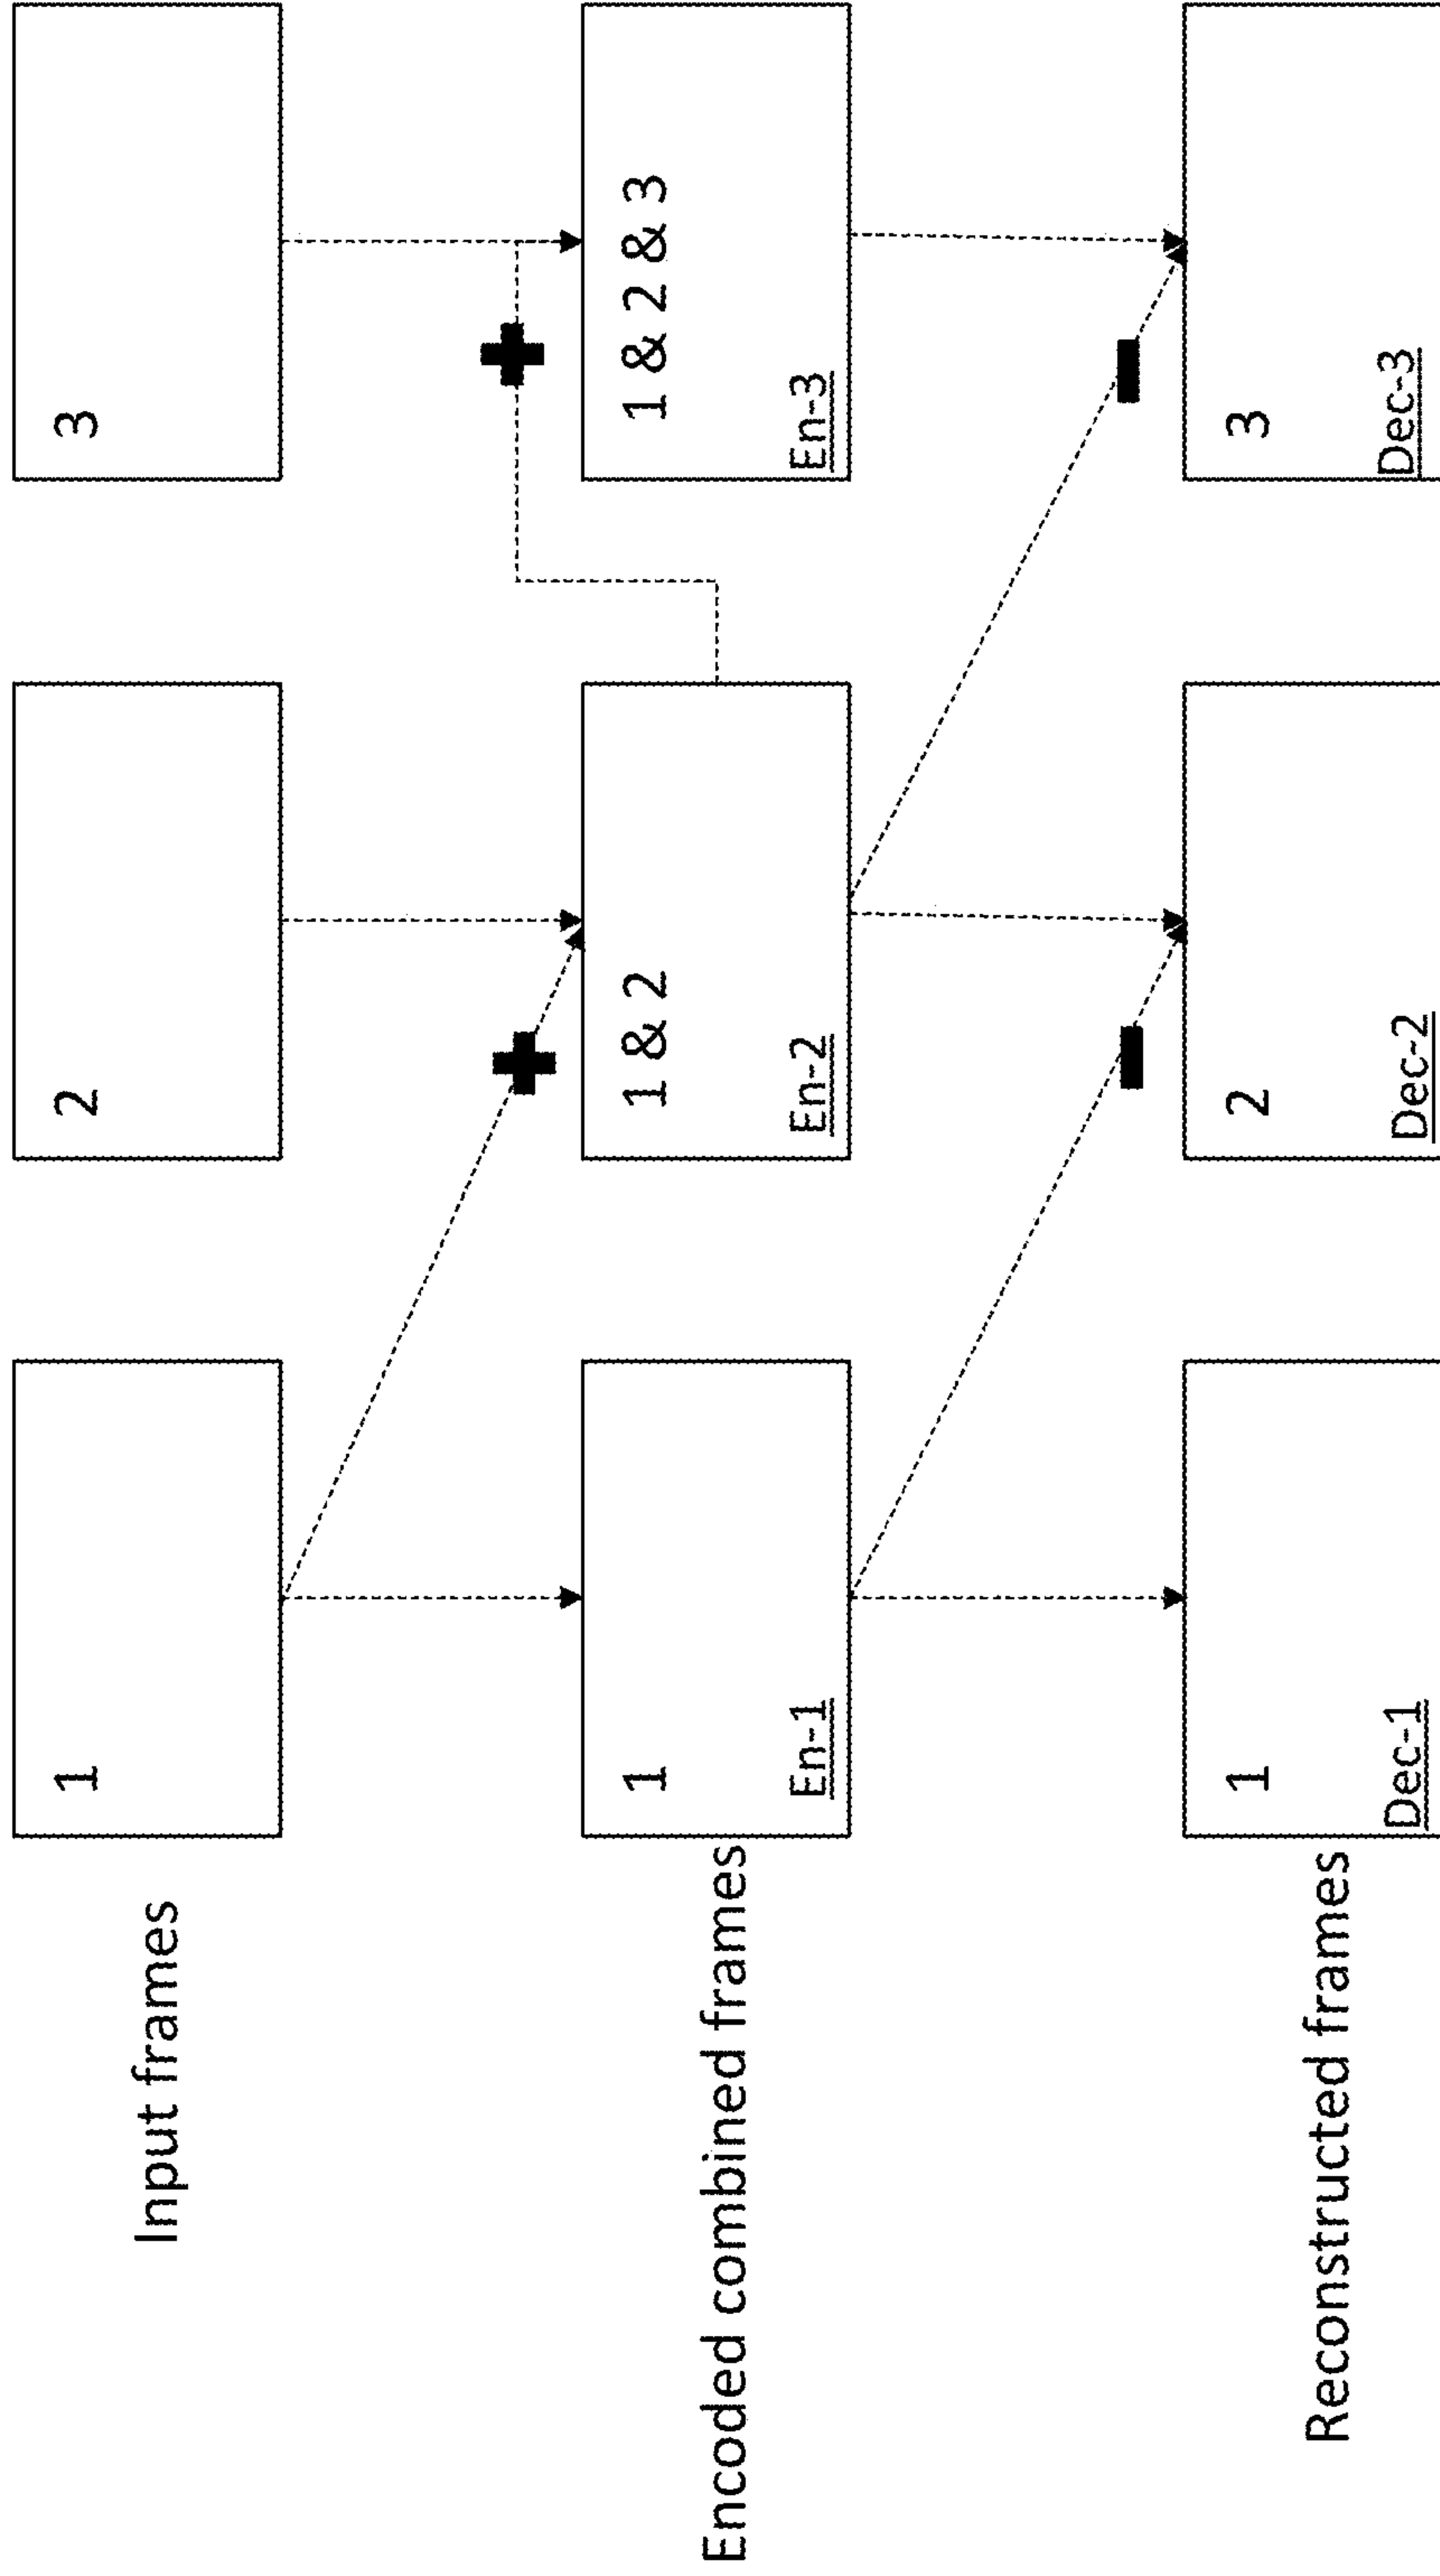 Input frames
1
2
3
Encoded combined frames
1
En-1
1 & 2
En-2
1 & 2 & 3
En-3
Reconstructed frames
1
Dec-1
2
Dec-2
3
Dec-3